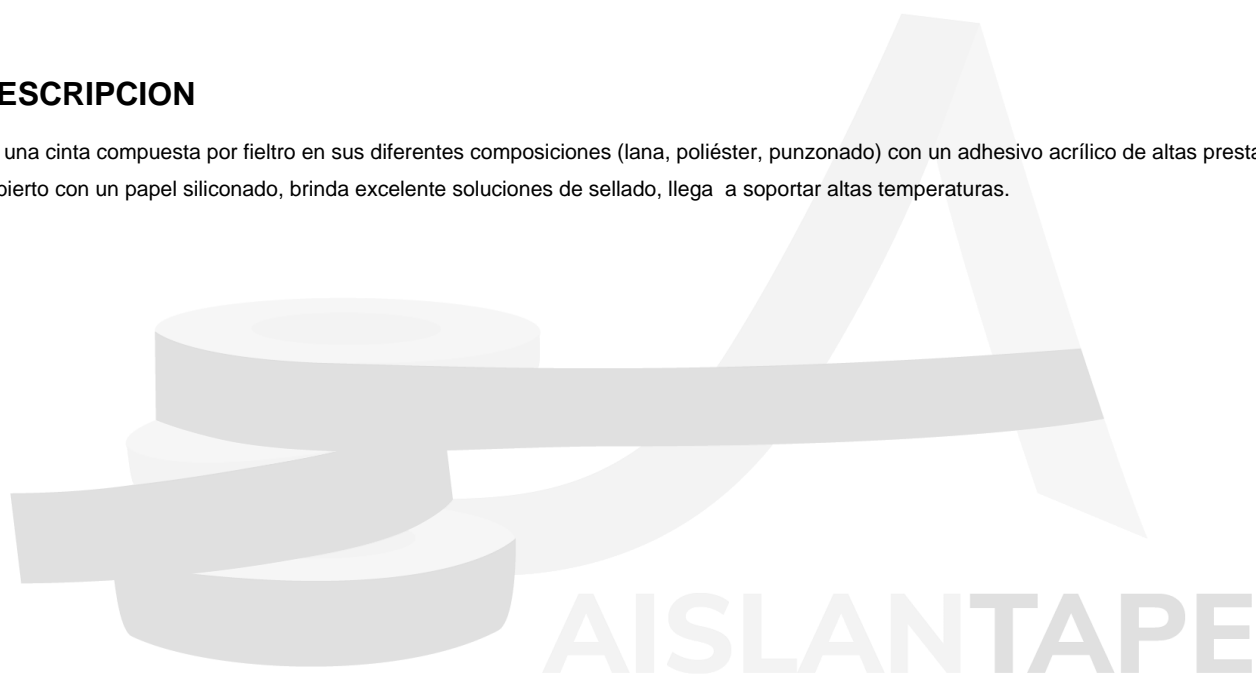 ESCRIPCION
una cinta compuesta por fieltro en sus diferentes composiciones (lana, poliéster, punzonado) con un adhesivo acrílico de altas presta
bierto con un papel siliconado, brinda excelente soluciones de sellado, llega  a soportar altas temperaturas.
AISLANTAPE